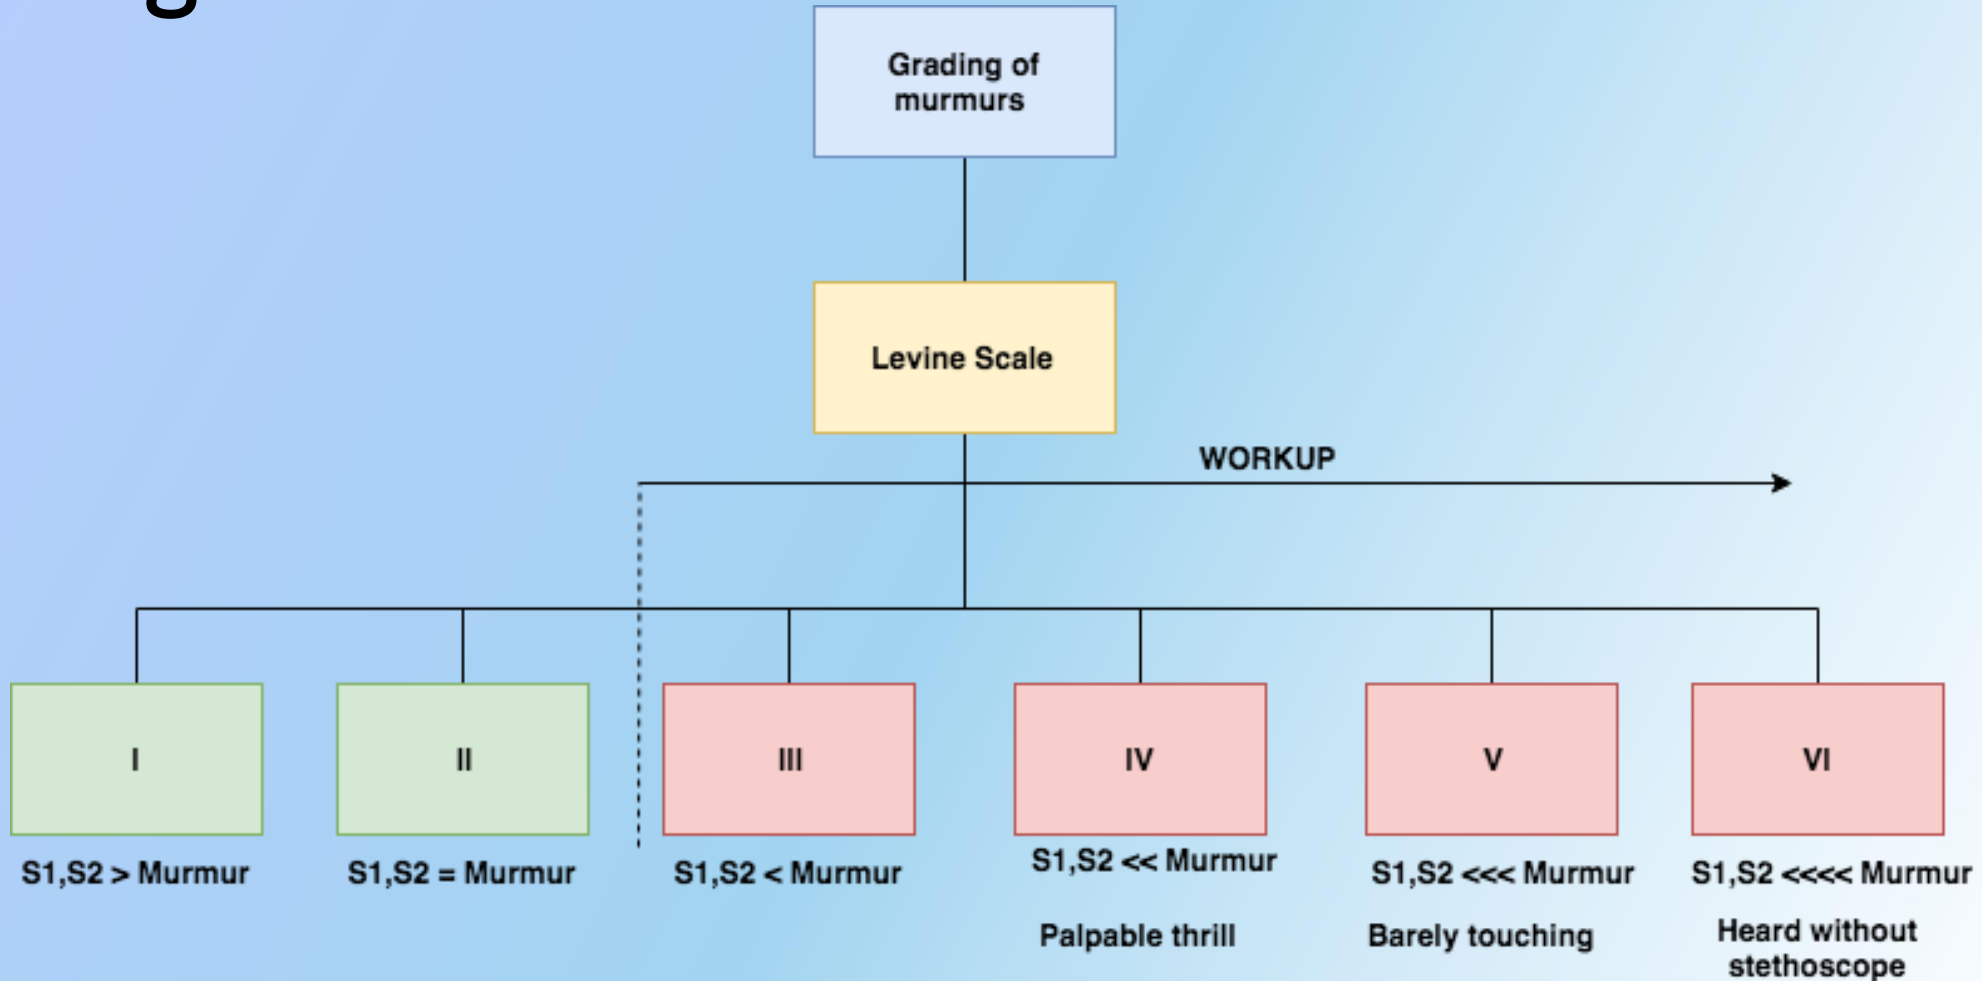 Grading of
murmurs
Levine Scale
WORKUP
I
II
III
IV
V
VI
S1,S2 > Murmur
S1,S2 = Murmur
S1,S2 < Murmur
S1,S2 << Murmur
S1,S2 <<< Murmur
S1,S2 <<<< Murmur
Palpable thrill
Barely touching
Heard without
stethoscope